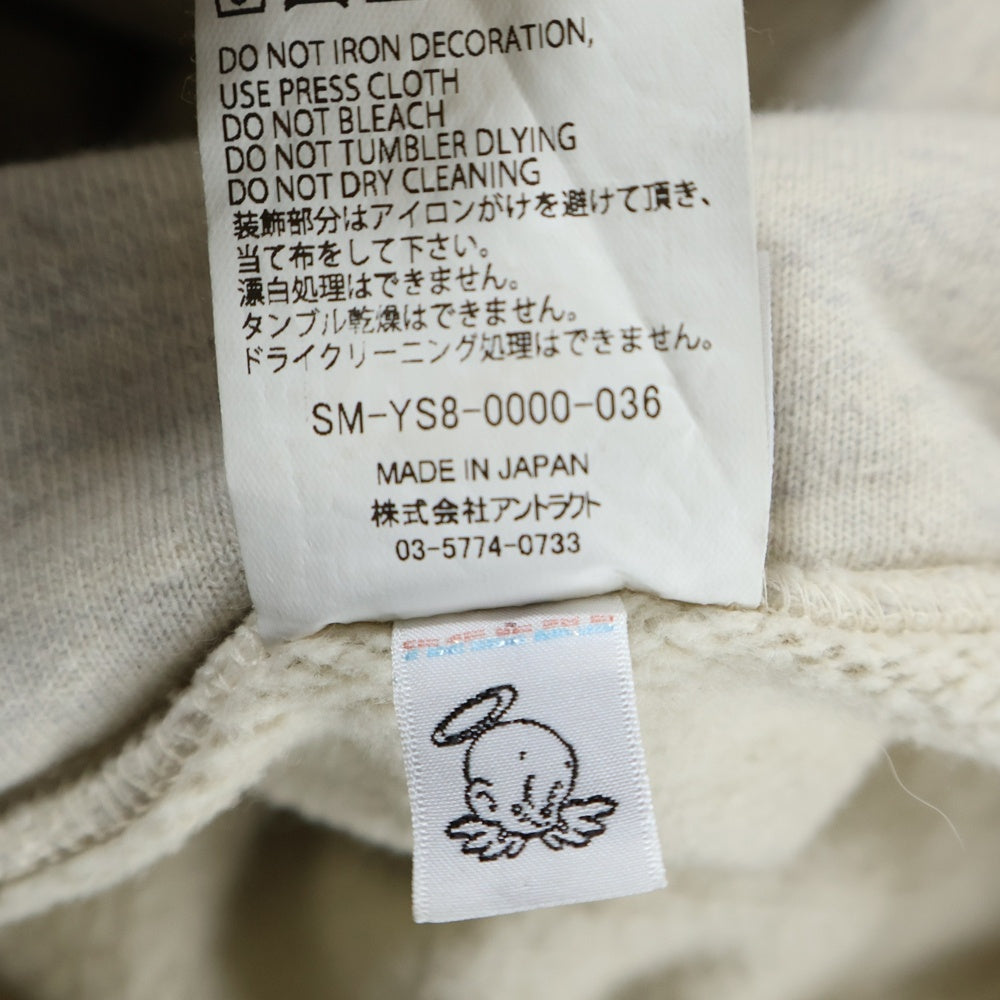 DO NOT IRON DECORATION,
USE PRESS CLOTH
DO NOT BLEACH
DO NOT TUMBLER DLYING
DO NOT DRY CLEANING
装飾部分はアイロンがけを避けて頂き、
当て布をして下さい。
漂白処理はできません。
タンブル乾燥はできません。
ドライクリーニング処理はできません。
SM-YS8-0000-036
MADE IN JAPAN
株式会社アントラクト
03-5774-0733